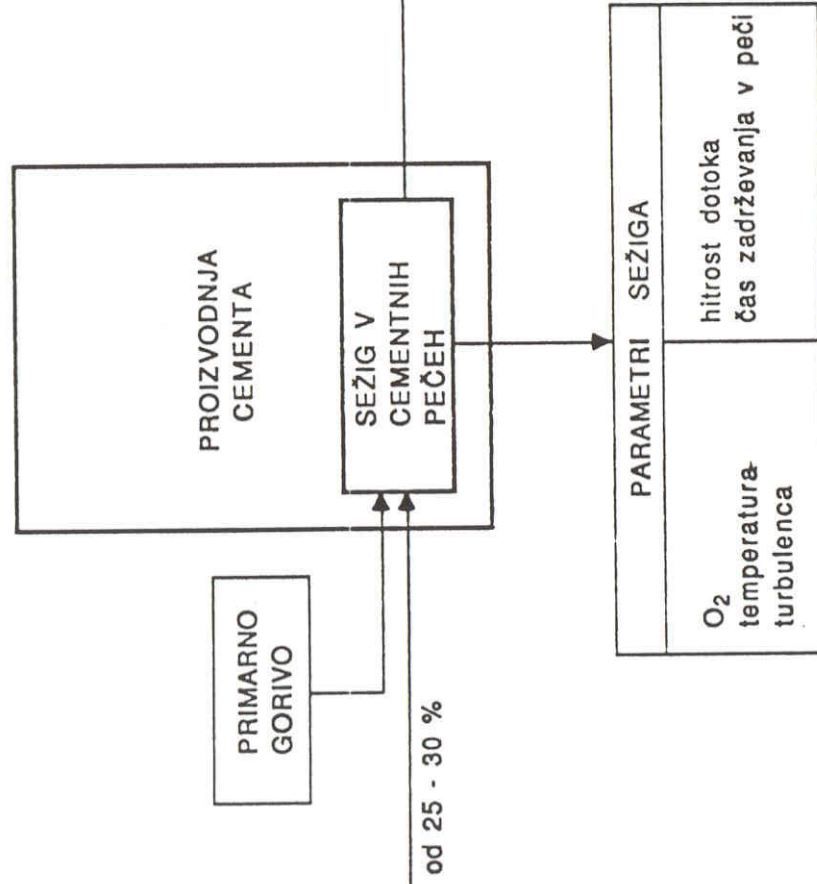 PROIZVODNJA
CEMENTA
PRIMARNO
GORIVO
SEŽIG V
CEMENTNIH
PEČEH
od 25 - 30 %
PARAMETRI SEŽIGA
O₂
temperatura
turbulenca
hitrost dotoka
čas zadrževanja v peči